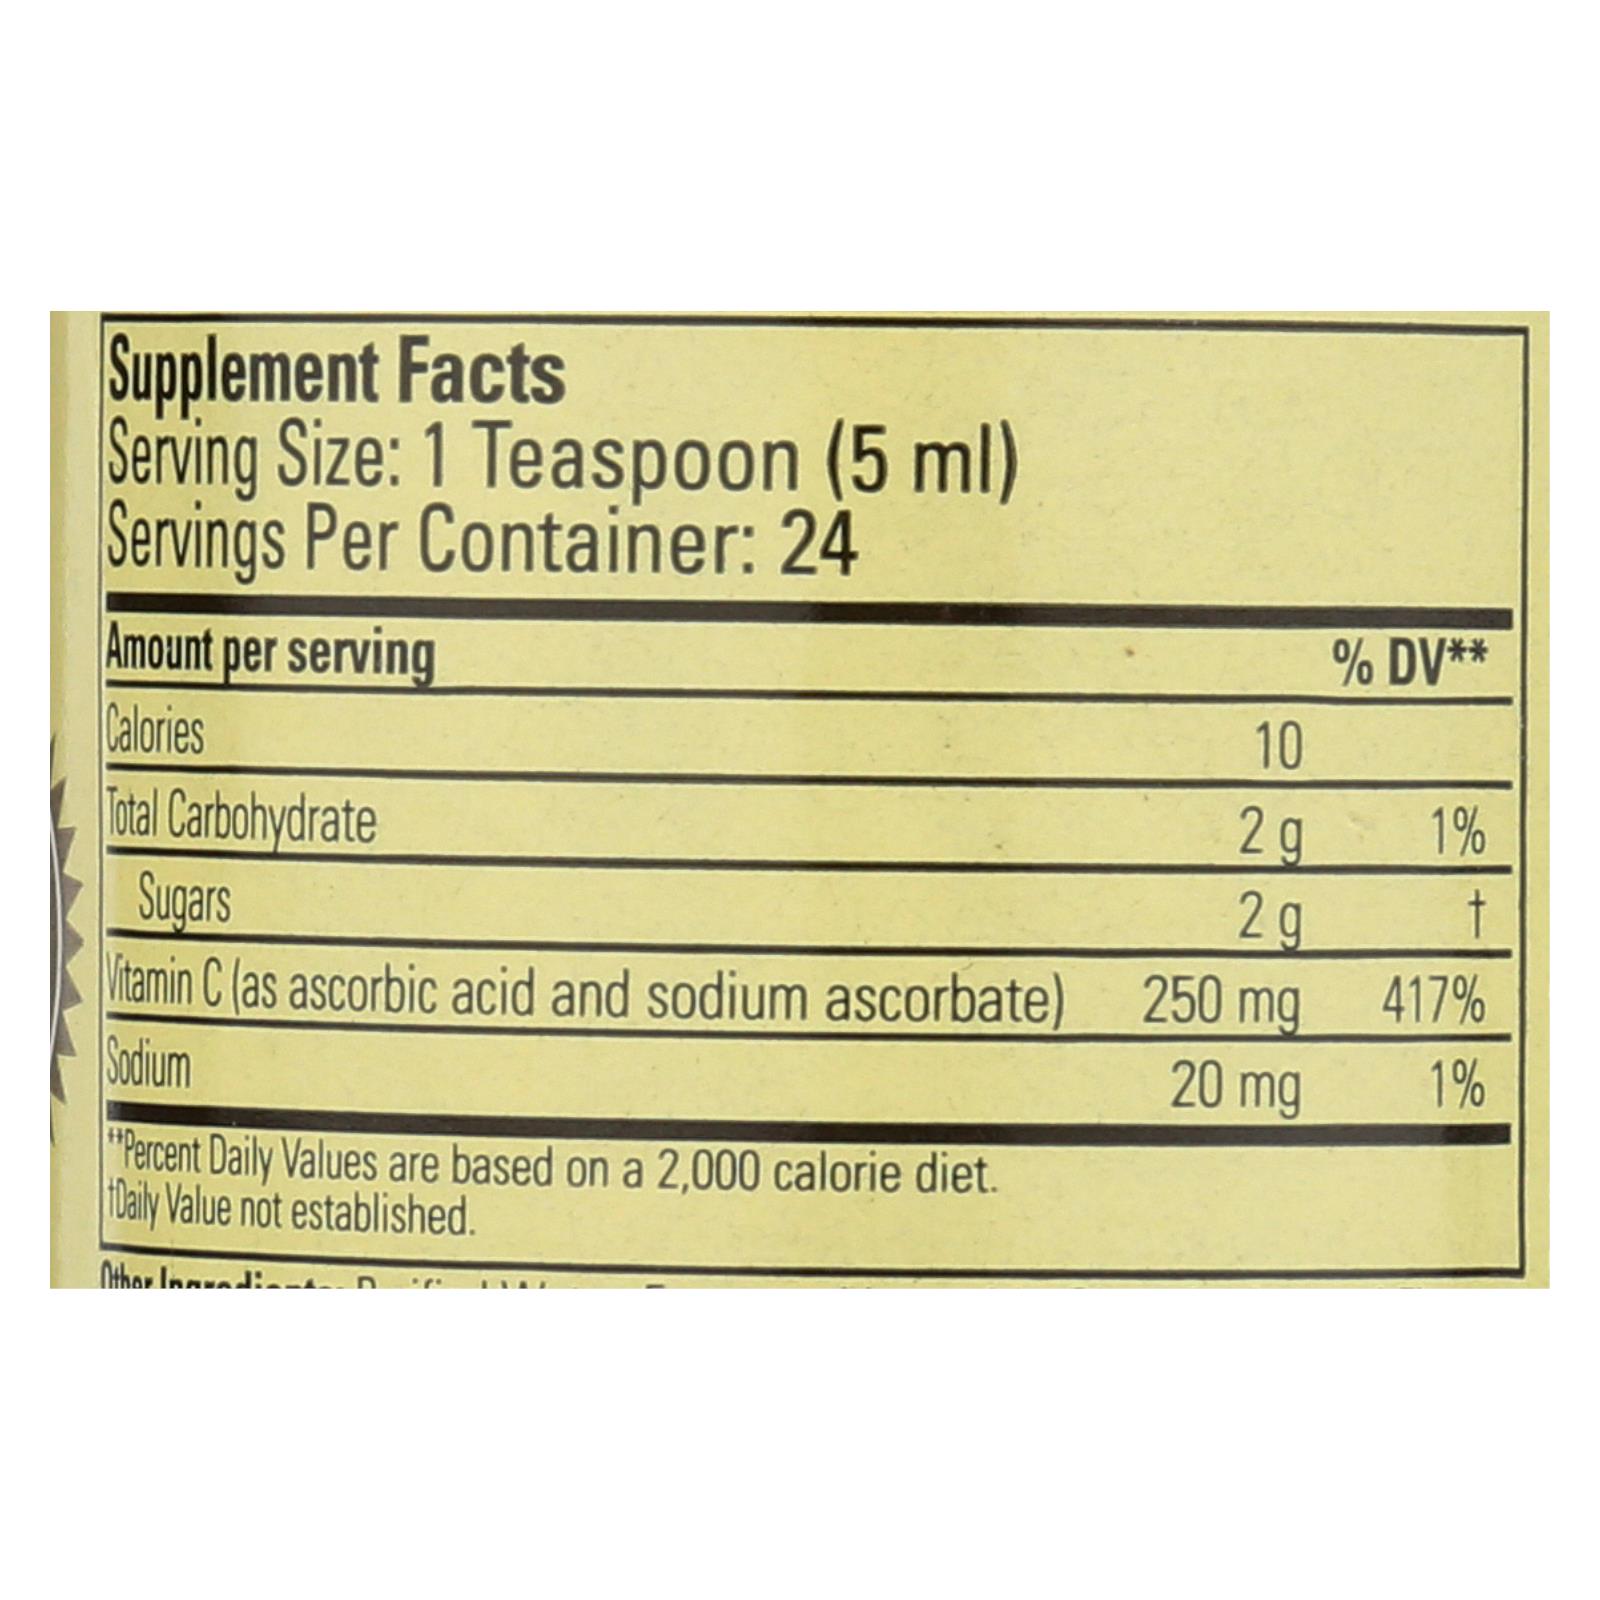 Supplement Facts
Serving Size: 1 Teaspoon (5 ml)
Servings Per Container: 24
Amount per serving % DV**
Calories 10
Total Carbohydrate 2 g 1%
Sugars 2 g †
Vitamin C (as ascorbic acid and sodium ascorbate) 250 mg 417%
Sodium 20 mg 1%
**Percent Daily Values are based on a 2,000 calorie diet.
†Daily Value not established.
Other Ingredients: